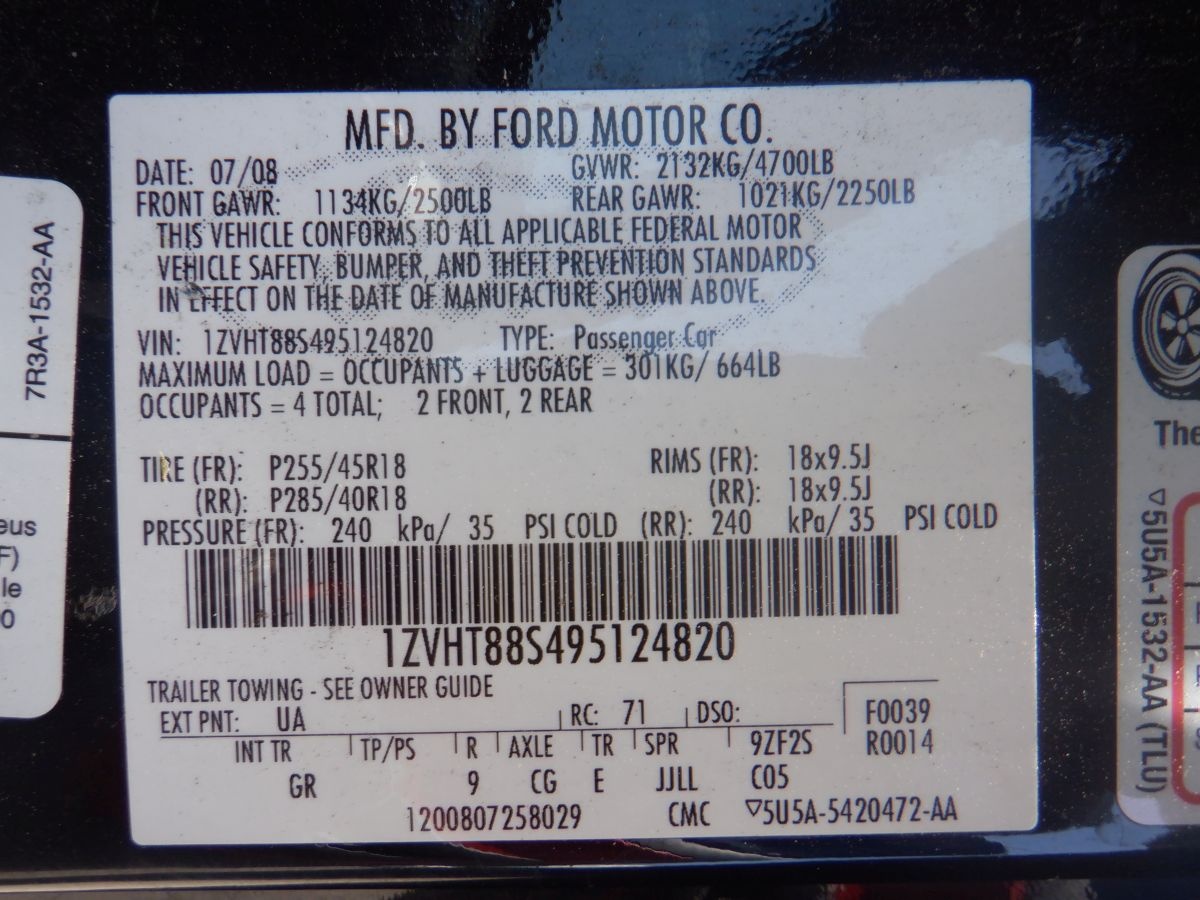 MFD. BY FORD MOTOR CO.
DATE: 07/08 GVWR: 2132KG/4700LB
FRONT GAWR: 1134KG/2500LB REAR GAWR: 1021KG/2250LB
THIS VEHICLE CONFORMS TO ALL APPLICABLE FEDERAL MOTOR
VEHICLE SAFETY, BUMPER, AND THEFT PREVENTION STANDARDS
IN EFFECT ON THE DATE OF MANUFACTURE SHOWN ABOVE.
VIN: 1ZVHT88S495124820 TYPE: Passenger Car
MAXIMUM LOAD = OCCUPANTS + LUGGAGE = 301KG/ 664LB
OCCUPANTS = 4 TOTAL; 2 FRONT, 2 REAR
TIRE (FR): P255/45R18 RIMS (FR): 18x9.5J
(RR): P285/40R18 (RR): 18x9.5J
PRESSURE (FR): 240 kPa/ 35 PSI COLD (RR): 240 kPa/ 35 PSI COLD
1ZVHT88S495124820
TRAILER TOWING - SEE OWNER GUIDE
EXT PNT: UA RC: 71 DSO: F0039
INT TR TP/PS R AXLE TR SPR 9ZF2S R0014
GR 9 CG E JJLL C05
1200807258029 CMC ▽5U5A-5420472-AA
7R3A-1532-AA
eus
F)
le
0
The
▽5U5A-1532-AA (TLU)